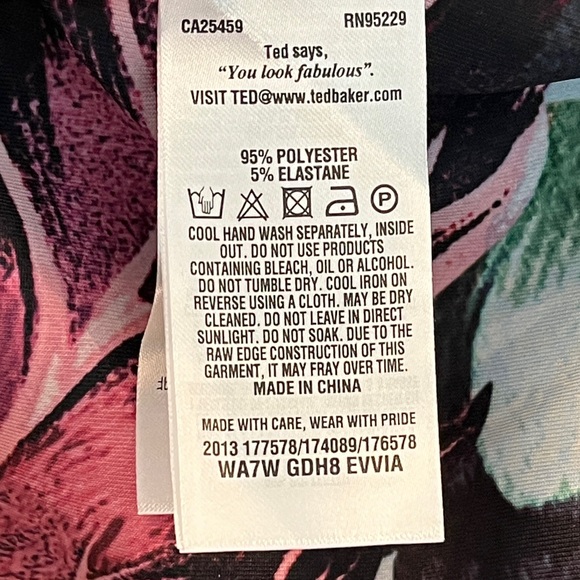 CA25459 RN95229
Ted says,
“You look fabulous”.
VISIT TED@www.tedbaker.com
95% POLYESTER
5% ELASTANE
P
COOL HAND WASH SEPARATELY, INSIDE
OUT. DO NOT USE PRODUCTS
CONTAINING BLEACH, OIL OR ALCOHOL.
DO NOT TUMBLE DRY. COOL IRON ON
REVERSE USING A CLOTH. MAY BE DRY
CLEANED. DO NOT LEAVE IN DIRECT
SUNLIGHT. DO NOT SOAK. DUE TO THE
RAW EDGE CONSTRUCTION OF THIS
GARMENT, IT MAY FRAY OVER TIME.
MADE IN CHINA
MADE WITH CARE, WEAR WITH PRIDE
2013 177578/174089/176578
WA7W GDH8 EVVIA